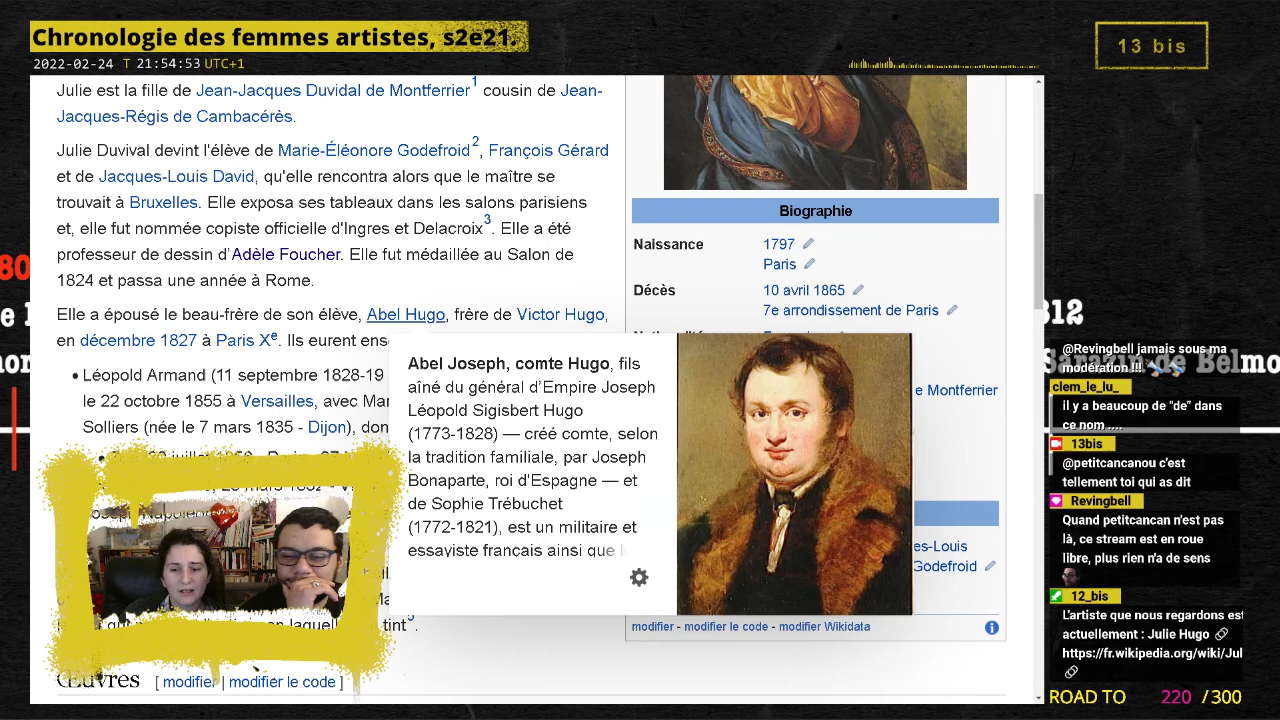 Chronologie des femmes artistes, s2e21.
2022-02-24 T 21:54:53 UTC+1
13 bis
Julie est la fille de Jean-Jacques Duvidal de Montferrier1 cousin de Jean-
Jacques-Régis de Cambacérès.
Julie Duvival devint l'élève de Marie-Éléonore Godefroid2, François Gérard
et de Jacques-Louis David, qu'elle rencontra alors que le maître se
trouvait à Bruxelles. Elle exposa ses tableaux dans les salons parisiens
et, elle fut nommée copiste officielle d'Ingres et Delacroix3. Elle a été
professeur de dessin d'Adèle Foucher. Elle fut médaillée au Salon de
1824 et passa une année à Rome.
Elle a épousé le beau-frère de son élève, Abel Hugo, frère de Victor Hugo,
en décembre 1827 à Paris Xe. Ils eurent ens
• Léopold Armand (11 septembre 1828-19
le 22 octobre 1855 à Versailles, avec Mar
Solliers (née le 7 mars 1835 - Dijon), don
tint5.
Œuvres [ modifier | modifier le code ]
Abel Joseph, comte Hugo, fils
aîné du général d'Empire Joseph
Léopold Sigisbert Hugo
(1773-1828) — créé comte, selon
la tradition familiale, par Joseph
Bonaparte, roi d'Espagne — et
de Sophie Trébuchet
(1772-1821), est un militaire et
essayiste français ainsi que
Biographie
Naissance 1797
Paris
Décès 10 avril 1865
7e arrondissement de Paris
e Montferrier
es-Louis
Godefroid
modifier - modifier le code - modifier Wikidata
80
312
Sarazin de Belmo
@Revingbell jamais sous ma
modération !!!
clem_le_lu_
il y a beaucoup de "de" dans
ce nom ....
13bis
@petitcancanou c'est
tellement toi qui as dit
Revingbell
Quand petitcancan n'est pas
là, ce stream est en roue
libre, plus rien n'a de sens
12_bis
L'artiste que nous regardons est
actuellement : Julie Hugo
https://fr.wikipedia.org/wiki/Jul
ROAD TO 220 /300